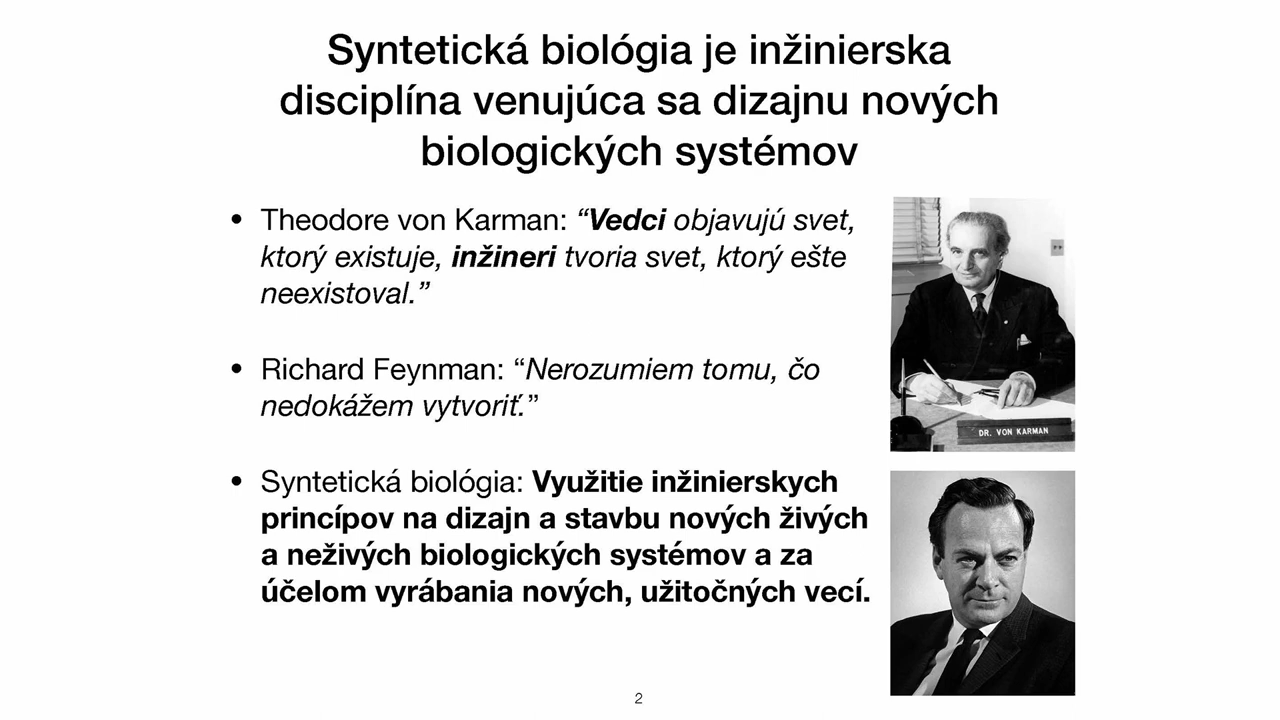 Syntetická biológia je inžinierska
disciplína venujúca sa dizajnu nových
biologických systémov
• Theodore von Karman: “Vedci objavujú svet,
ktorý existuje, inžineri tvoria svet, ktorý ešte
neexistoval.”
• Richard Feynman: “Nerozumiem tomu, čo
nedokážem vytvoriť.”
• Syntetická biológia: Využitie inžinierskych
princípov na dizajn a stavbu nových živých
a neživých biologických systémov a za
účelom vyrábania nových, užitočných vecí.
DR. VON KARMAN
2